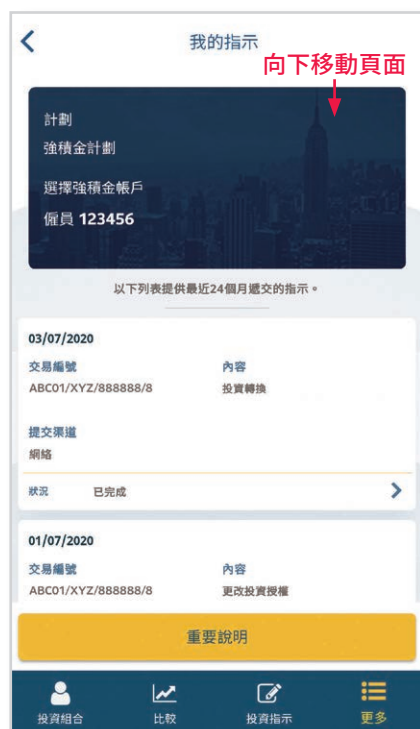 我的指示
向下移動頁面
計劃
強積金計劃
選擇強積金帳戶
僱員 123456
以下列表提供最近24個月遞交的指示。
03/07/2020
交易編號 內容
ABC01/XYZ/888888/8 投資轉換
提交渠道
網絡
狀況 已完成
01/07/2020
交易編號 內容
ABC01/XYZ/888888/8 更改投資授權
重要說明
投資組合 比較 投資指示 更多